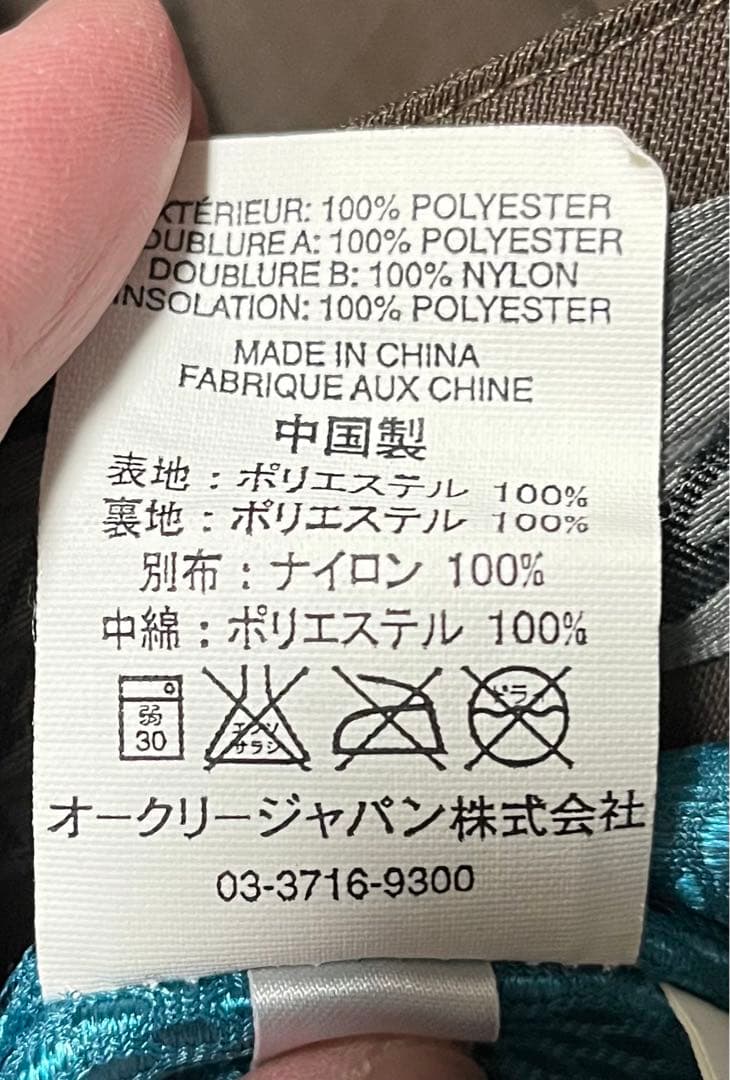 XTÉRIEUR: 100% POLYESTER
OUBLURE A: 100% POLYESTER
DOUBLURE B: 100% NYLON
INSOLATION: 100% POLYESTER
MADE IN CHINA
FABRIQUE AUX CHINE
中国製
表地：ポリエステル 100%
裏地：ポリエステル 100%
別布：ナイロン 100%
中綿：ポリエステル 100%
弱
30
エンソ
サラシ
ドライ
オークリージャパン株式会社
03-3716-9300